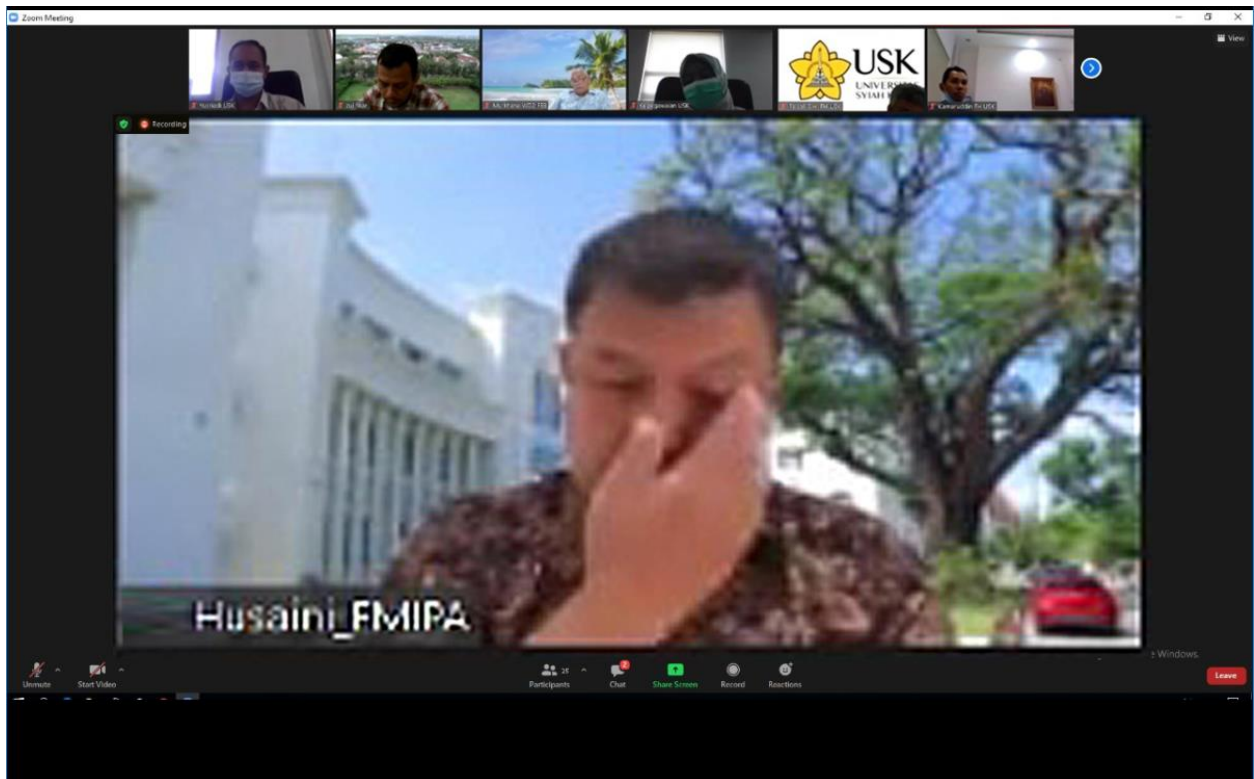 Zoom Meeting
View
USK
UNIVERSITAS
SYIAH
Recording
Husaini_FMIPA
Windows.
Unmute
Start Video
Participants
Chat
2
Share Screen
Record
Reactions
Leave